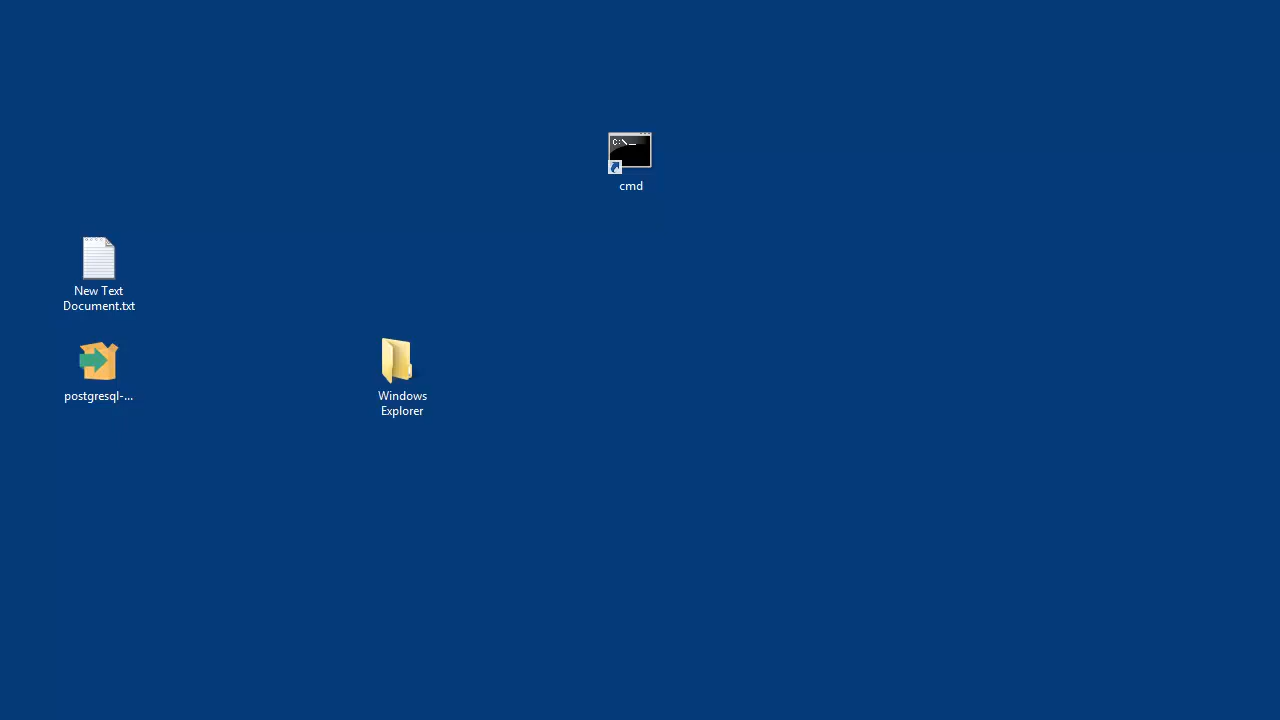 C:\_
cmd
New Text
Document.txt
postgresql-...
Windows
Explorer